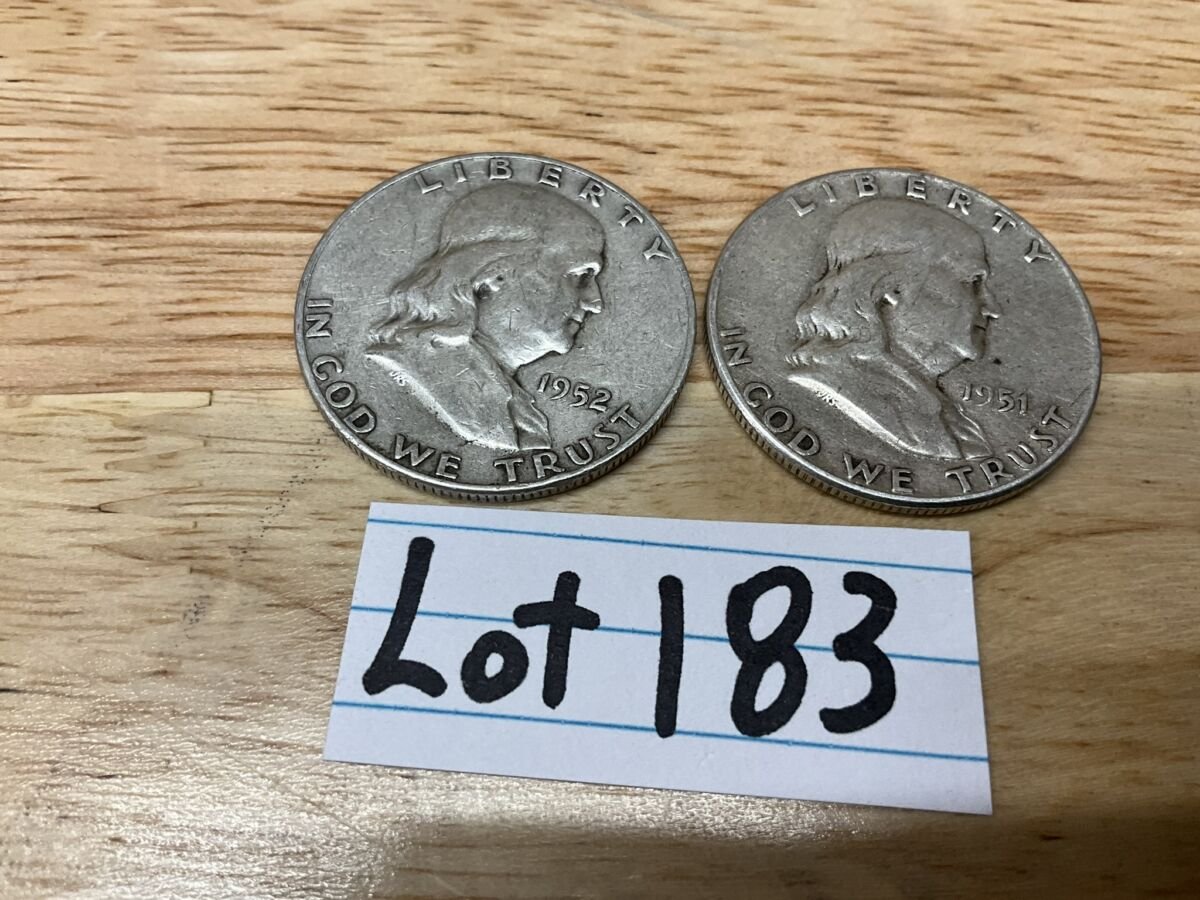 LIBERTY
IN GOD WE TRUST
1952
LIBERTY
IN GOD WE TRUST
1951
Lot 183